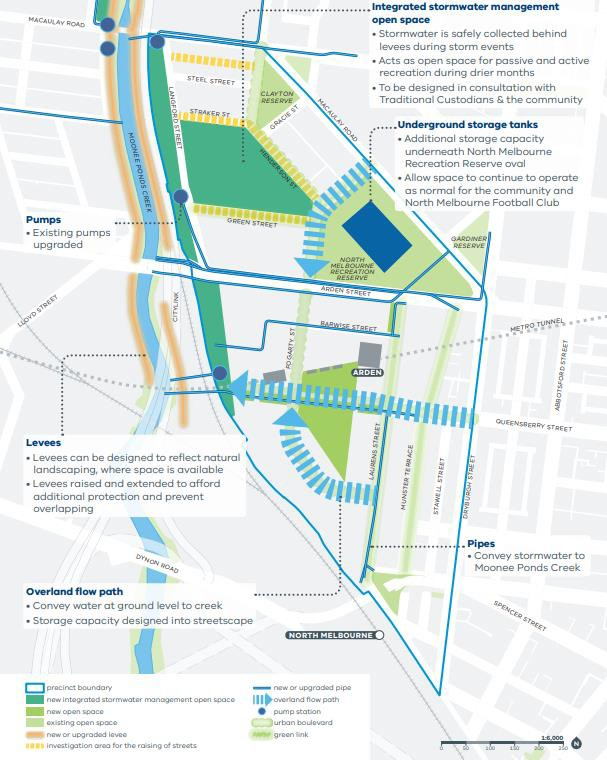 MACAULAY ROAD
Integrated stormwater management
open space
• Stormwater is safely collected behind
levees during storm events
• Acts as open space for passive and active
recreation during drier months
• To be designed in consultation with
Traditional Custodians & the community
STEEL STREET
CLAYTON
RESERVE
LANGFORD STREET
STRAKER ST
GRACIE ST
MACAULAY ROAD
Underground storage tanks
• Additional storage capacity
underneath North Melbourne
Recreation Reserve oval
• Allow space to continue to operate
as normal for the community and
North Melbourne Football Club
MOONEE PONDS CREEK
HENDERSON ST
Pumps
• Existing pumps
upgraded
GREEN STREET
GARDINER
RESERVE
NORTH
MELBOURNE
RECREATION
RESERVE
ARDEN STREET
LLOYD STREET
CITYLINK
BARWISE STREET
METRO TUNNEL
FOGARTY ST
ARDEN
ABBOTSFORD STREET
QUEENSBERRY STREET
Levees
• Levees can be designed to reflect natural
landscaping, where space is available
• Levees raised and extended to afford
additional protection and prevent
overlapping
LAURENS STREET
MUNSTER TERRACE
STAWELL STREET
DRYBURGH STREET
Pipes
• Convey stormwater to
Moonee Ponds Creek
DYNON ROAD
Overland flow path
• Convey water at ground level to creek
• Storage capacity designed into streetscape
SPENCER STREET
NORTH MELBOURNE
precinct boundary
new integrated stormwater management open space
new open space
existing open space
new or upgraded levee
investigation area for the raising of streets
new or upgraded pipe
overland flow path
pump station
urban boulevard
green link
1:6,000
0 50 100 150 200 250
N